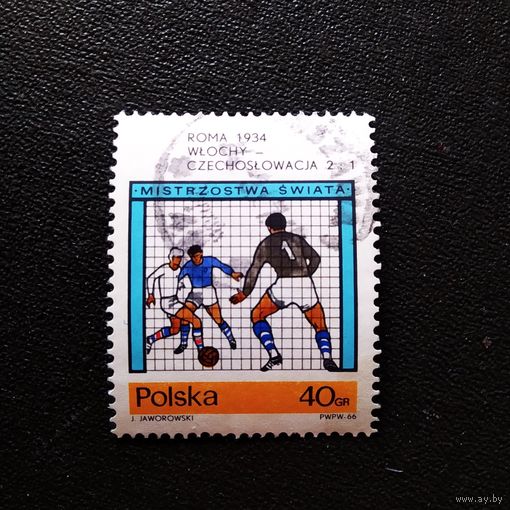 ROMA 1934
WŁOCHY –
CZECHOSŁOWACJA 2:1
• MISTRZOSTWA ŚWIATA •
1
Polska 40 GR
J. JAWOROWSKI PWPW-66
www.ay.by